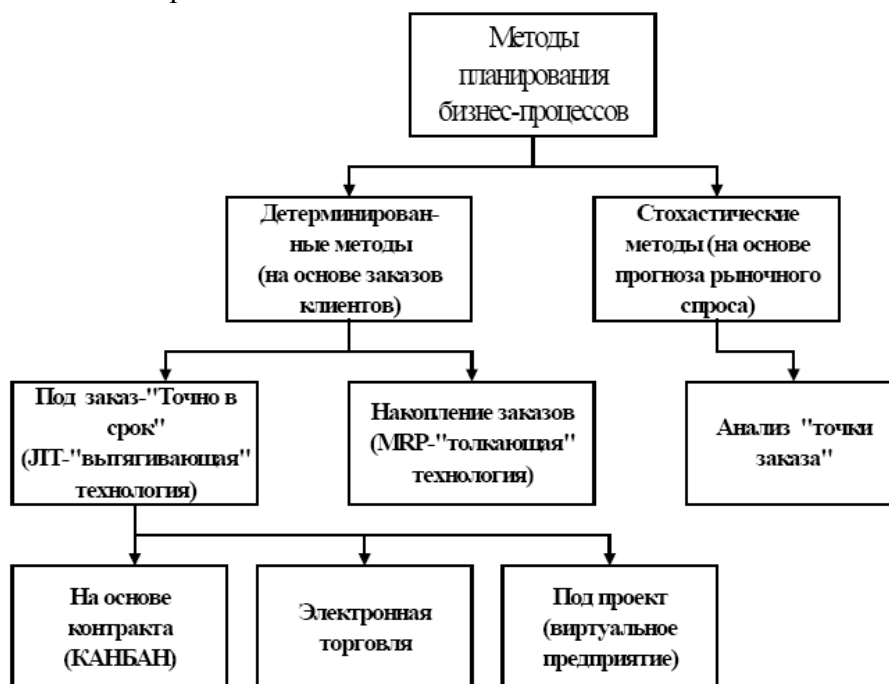 Методы
планирования
бизнес-процессов
Детерминирован-
ные методы
(на основе заказов
клиентов)
Стохастические
методы (на основе
прогноза рыночного
спроса)
Под заказ-"Точно в
срок"
(JIT-"вытягивающая"
технология)
Накопление заказов
(MRP-"толкающая"
технология)
Анализ "точки
заказа"
На основе
контракта
(КАНБАН)
Электронная
торговля
Под проект
(виртуальное
предприятие)